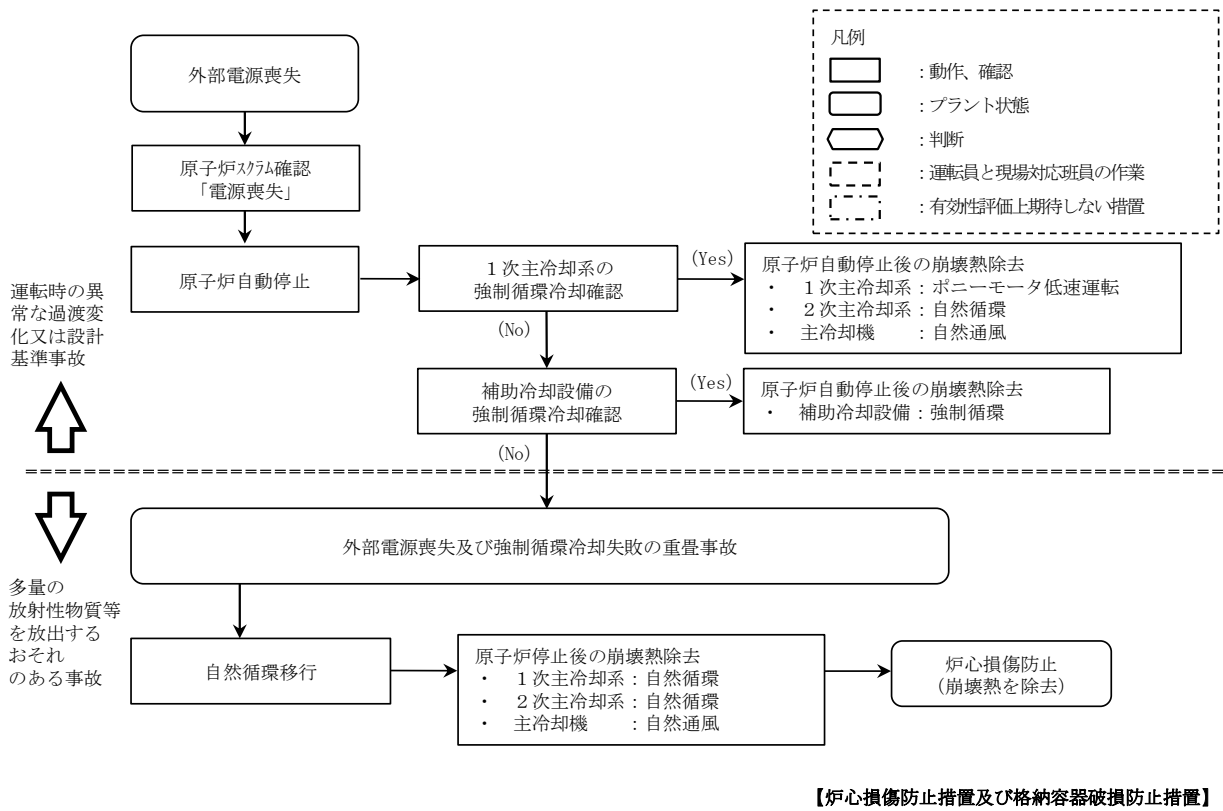 外部電源喪失
原子炉スクラム確認
「電源喪失」
原子炉自動停止
1次主冷却系の
強制循環冷却確認
(Yes)
原子炉自動停止後の崩壊熱除去
・ 1次主冷却系:ポニーモータ低速運転
・ 2次主冷却系:自然循環
・ 主冷却機 :自然通風
(No)
補助冷却設備の
強制循環冷却確認
(Yes)
原子炉自動停止後の崩壊熱除去
・ 補助冷却設備:強制循環
(No)
凡例
:動作、確認
:プラント状態
:判断
:運転員と現場対応班員の作業
:有効性評価上期待しない措置
運転時の異
常な過渡変
化又は設計
基準事故
多量の
放射性物質等
を放出する
おそれ
のある事故
外部電源喪失及び強制循環冷却失敗の重畳事故
自然循環移行
原子炉停止後の崩壊熱除去
・ 1次主冷却系:自然循環
・ 2次主冷却系:自然循環
・ 主冷却機 :自然通風
炉心損傷防止
(崩壊熱を除去)
【炉心損傷防止措置及び格納容器破損防止措置】